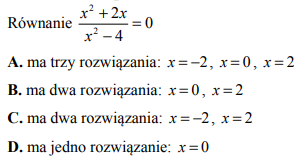 Równanie \frac{x^2 + 2x}{x^2 - 4} = 0
A. ma trzy rozwiązania: x = −2, x = 0, x = 2
B. ma dwa rozwiązania: x = 0, x = 2
C. ma dwa rozwiązania: x = −2, x = 2
D. ma jedno rozwiązanie: x = 0